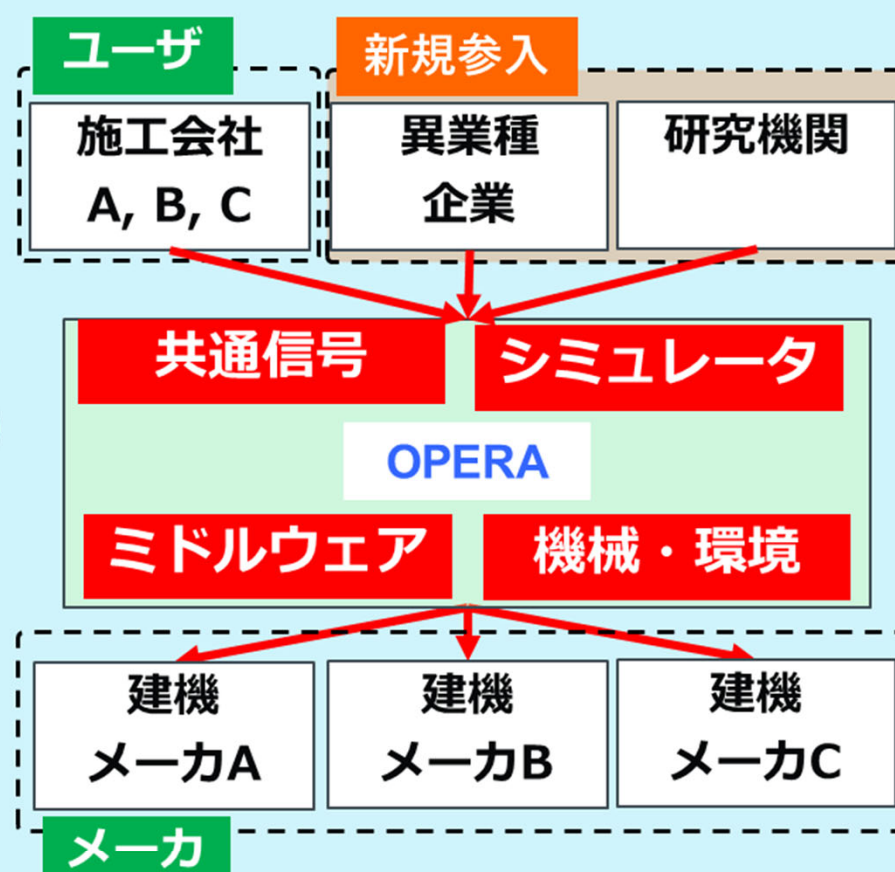 ユーザ
新規参入
施工会社
A, B, C
異業種
企業
研究機関
共通信号
シミュレータ
OPERA
ミドルウェア
機械・環境
建機
メーカA
建機
メーカB
建機
メーカC
メーカ